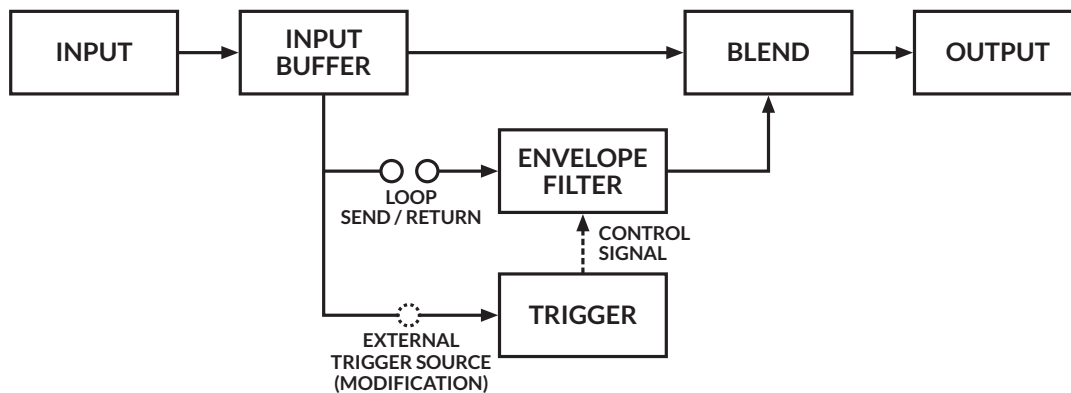 INPUT
INPUT
BUFFER
BLEND
OUTPUT
ENVELOPE
FILTER
LOOP
SEND / RETURN
CONTROL
SIGNAL
TRIGGER
EXTERNAL
TRIGGER SOURCE
(MODIFICATION)